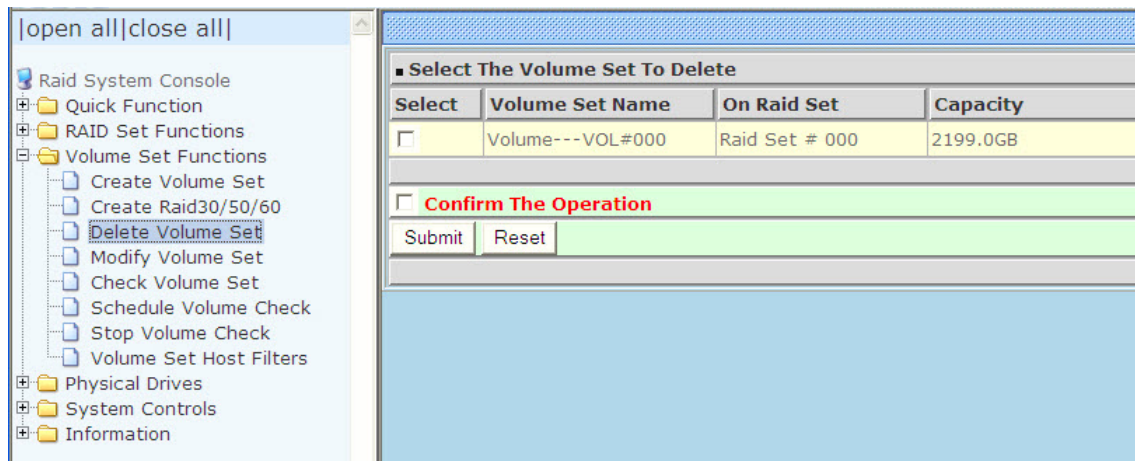 |open all|close all|
Raid System Console
Quick Function
RAID Set Functions
Volume Set Functions
Create Volume Set
Create Raid30/50/60
Delete Volume Set
Modify Volume Set
Check Volume Set
Schedule Volume Check
Stop Volume Check
Volume Set Host Filters
Physical Drives
System Controls
Information
Select The Volume Set To Delete
Select Volume Set Name On Raid Set Capacity
Volume---VOL#000 Raid Set # 000 2199.0GB
Confirm The Operation
Submit Reset